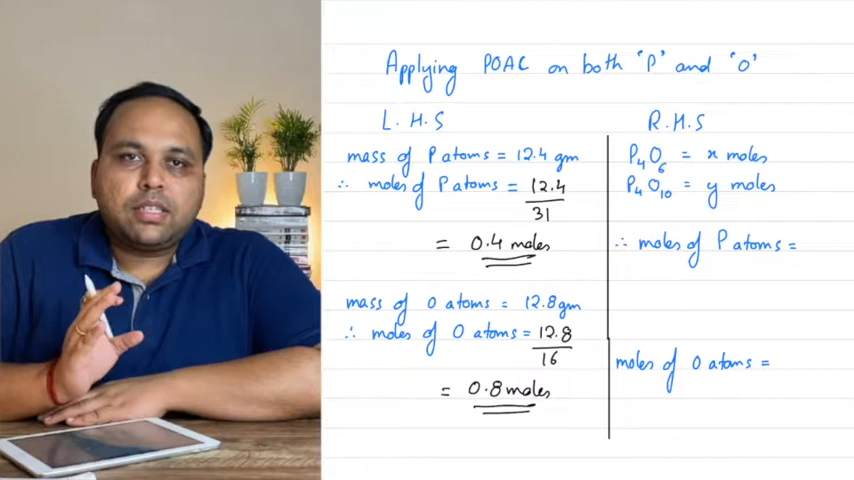 Applying POAC on both 'P' and 'O'
L.H.S
mass of P atoms = 12.4 gm
∴ moles of P atoms = 12.4/31
= 0.4 moles
mass of O atoms = 12.8gm
∴ moles of O atoms = 12.8/16
= 0.8 moles
R.H.S
P₄O₆ = x moles
P₄O₁₀ = y moles
∴ moles of P atoms =
moles of O atoms =